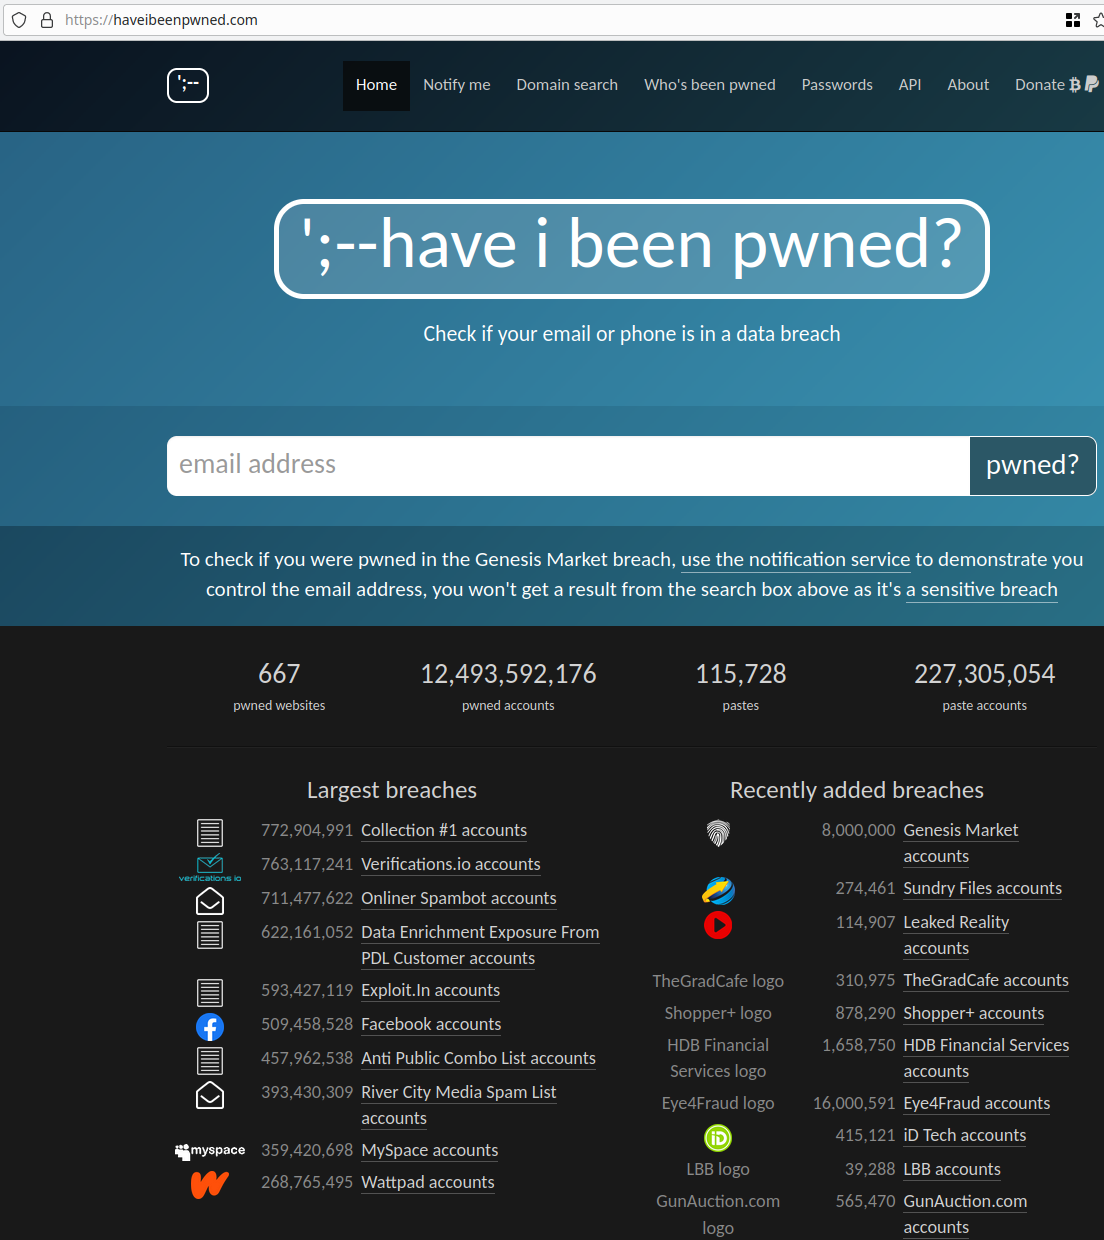 https://haveibeenpwned.com
';--
Home Notify me Domain search Who's been pwned Passwords API About Donate
';--have i been pwned?
Check if your email or phone is in a data breach
email address pwned?
To check if you were pwned in the Genesis Market breach, use the notification service to demonstrate you
control the email address, you won't get a result from the search box above as it's a sensitive breach
667 12,493,592,176 115,728 227,305,054
pwned websites pwned accounts pastes paste accounts
Largest breaches
772,904,991 Collection #1 accounts
verifications io 763,117,241 Verifications.io accounts
711,477,622 Onliner Spambot accounts
622,161,052 Data Enrichment Exposure From
PDL Customer accounts
593,427,119 Exploit.In accounts
509,458,528 Facebook accounts
457,962,538 Anti Public Combo List accounts
393,430,309 River City Media Spam List
accounts
myspace 359,420,698 MySpace accounts
268,765,495 Wattpad accounts
Recently added breaches
8,000,000 Genesis Market
accounts
274,461 Sundry Files accounts
114,907 Leaked Reality
accounts
TheGradCafe logo 310,975 TheGradCafe accounts
Shopper+ logo 878,290 Shopper+ accounts
HDB Financial 1,658,750 HDB Financial Services
Services logo accounts
Eye4Fraud logo 16,000,591 Eye4Fraud accounts
iD 415,121 iD Tech accounts
LBB logo 39,288 LBB accounts
GunAuction.com 565,470 GunAuction.com
logo accounts